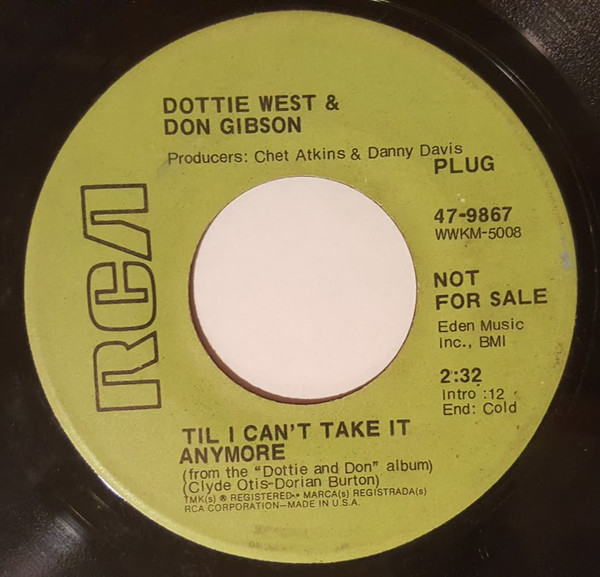 DOTTIE WEST &
DON GIBSON
Producers: Chet Atkins & Danny Davis
PLUG
47-9867
WWKM-5008
NOT
FOR SALE
Eden Music
Inc., BMI
2:32
Intro :12
End: Cold
RCA
TIL I CAN'T TAKE IT
ANYMORE
(from the "Dottie and Don" album)
(Clyde Otis-Dorian Burton)
TMK(s) ® REGISTERED • MARCA(s) REGISTRADA(s)
RCA CORPORATION—MADE IN U.S.A.